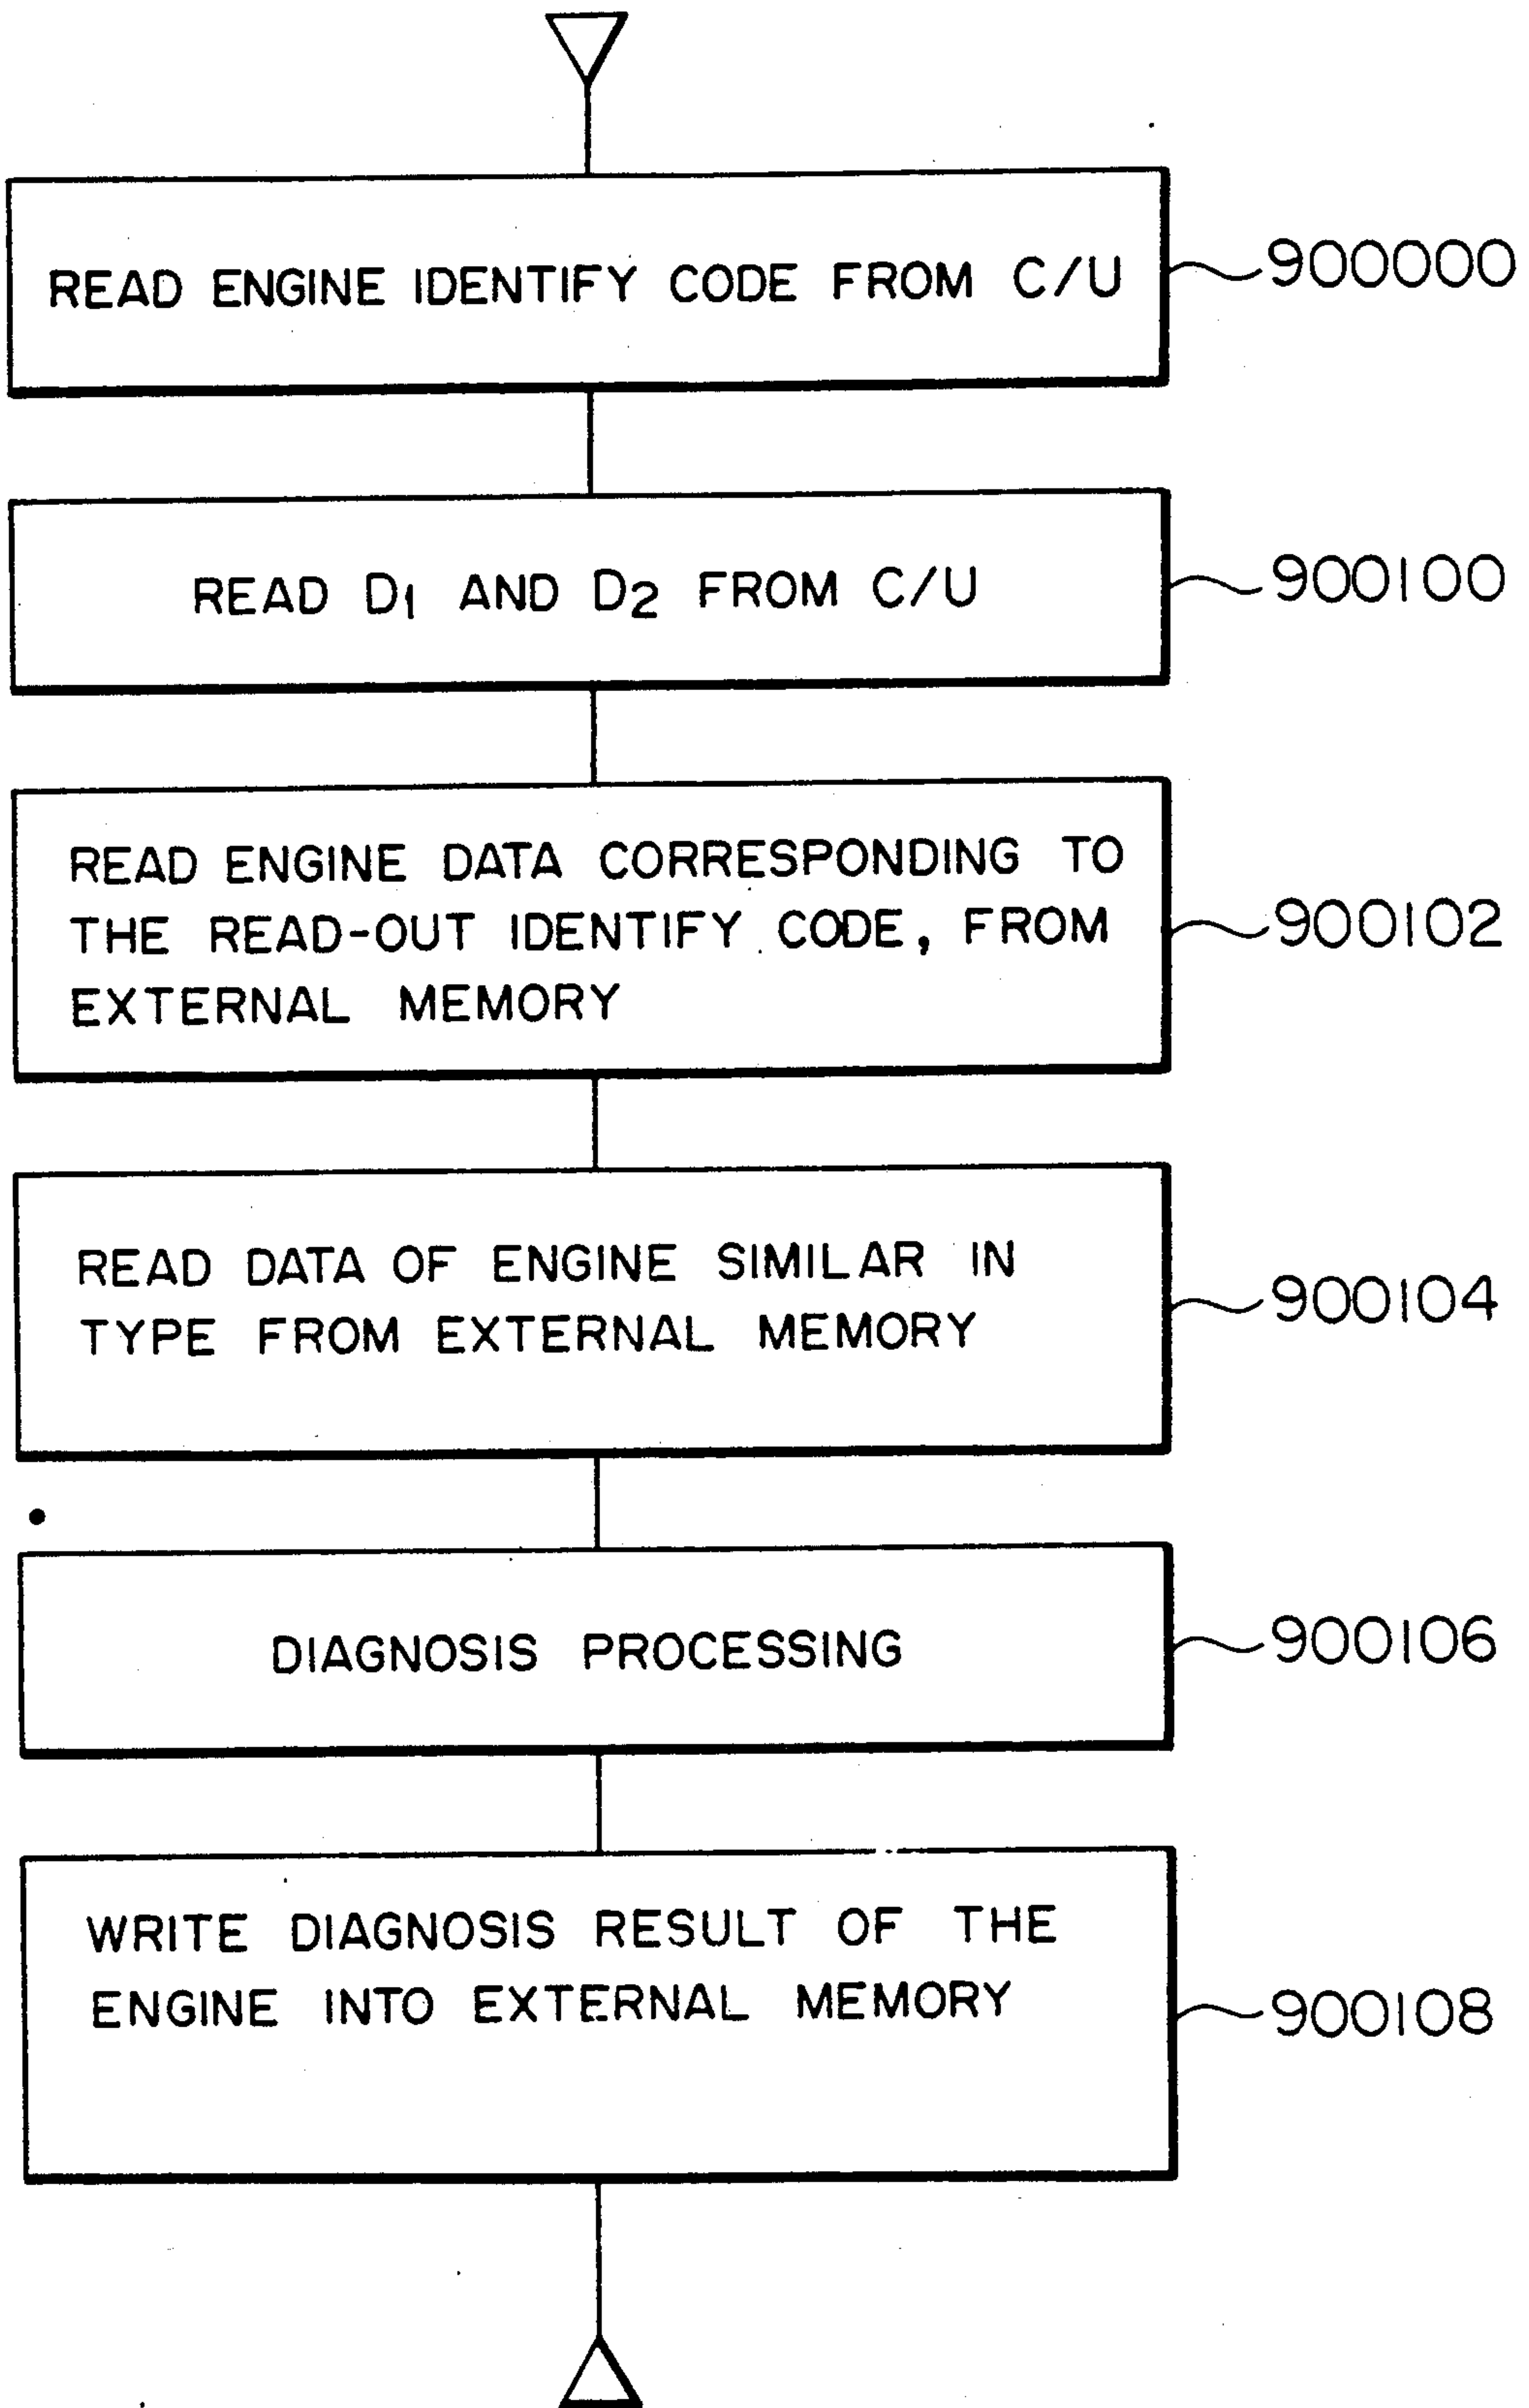 READ ENGINE IDENTIFY CODE FROM C/U
900000
READ D1 AND D2 FROM C/U
900100
READ ENGINE DATA CORRESPONDING TO
THE READ-OUT IDENTIFY CODE, FROM
EXTERNAL MEMORY
900102
READ DATA OF ENGINE SIMILAR IN
TYPE FROM EXTERNAL MEMORY
900104
DIAGNOSIS PROCESSING
900106
WRITE DIAGNOSIS RESULT OF THE
ENGINE INTO EXTERNAL MEMORY
900108